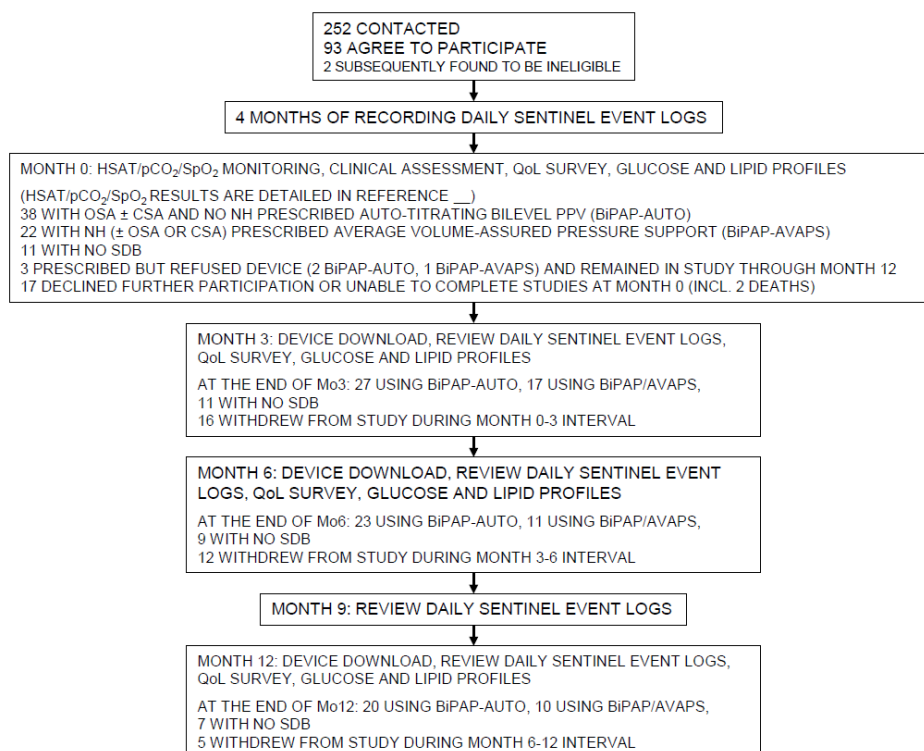 252 CONTACTED
93 AGREE TO PARTICIPATE
2 SUBSEQUENTLY FOUND TO BE INELIGIBLE
4 MONTHS OF RECORDING DAILY SENTINEL EVENT LOGS
MONTH 0: HSAT/pCO₂/SpO₂ MONITORING, CLINICAL ASSESSMENT, QoL SURVEY, GLUCOSE AND LIPID PROFILES
(HSAT/pCO₂/SpO₂ RESULTS ARE DETAILED IN REFERENCE __)
38 WITH OSA ± CSA AND NO NH PRESCRIBED AUTO-TITRATING BILEVEL PPV (BiPAP-AUTO)
22 WITH NH (± OSA OR CSA) PRESCRIBED AVERAGE VOLUME-ASSURED PRESSURE SUPPORT (BiPAP-AVAPS)
11 WITH NO SDB
3 PRESCRIBED BUT REFUSED DEVICE (2 BiPAP-AUTO, 1 BiPAP-AVAPS) AND REMAINED IN STUDY THROUGH MONTH 12
17 DECLINED FURTHER PARTICIPATION OR UNABLE TO COMPLETE STUDIES AT MONTH 0 (INCL. 2 DEATHS)
MONTH 3: DEVICE DOWNLOAD, REVIEW DAILY SENTINEL EVENT LOGS,
QoL SURVEY, GLUCOSE AND LIPID PROFILES
AT THE END OF Mo3: 27 USING BiPAP-AUTO, 17 USING BiPAP/AVAPS,
11 WITH NO SDB
16 WITHDREW FROM STUDY DURING MONTH 0-3 INTERVAL
MONTH 6: DEVICE DOWNLOAD, REVIEW DAILY SENTINEL EVENT
LOGS, QoL SURVEY, GLUCOSE AND LIPID PROFILES
AT THE END OF Mo6: 23 USING BiPAP-AUTO, 11 USING BiPAP/AVAPS,
9 WITH NO SDB
12 WITHDREW FROM STUDY DURING MONTH 3-6 INTERVAL
MONTH 9: REVIEW DAILY SENTINEL EVENT LOGS
MONTH 12: DEVICE DOWNLOAD, REVIEW DAILY SENTINEL EVENT LOGS,
QoL SURVEY, GLUCOSE AND LIPID PROFILES
AT THE END OF Mo12: 20 USING BiPAP-AUTO, 10 USING BiPAP/AVAPS,
7 WITH NO SDB
5 WITHDREW FROM STUDY DURING MONTH 6-12 INTERVAL